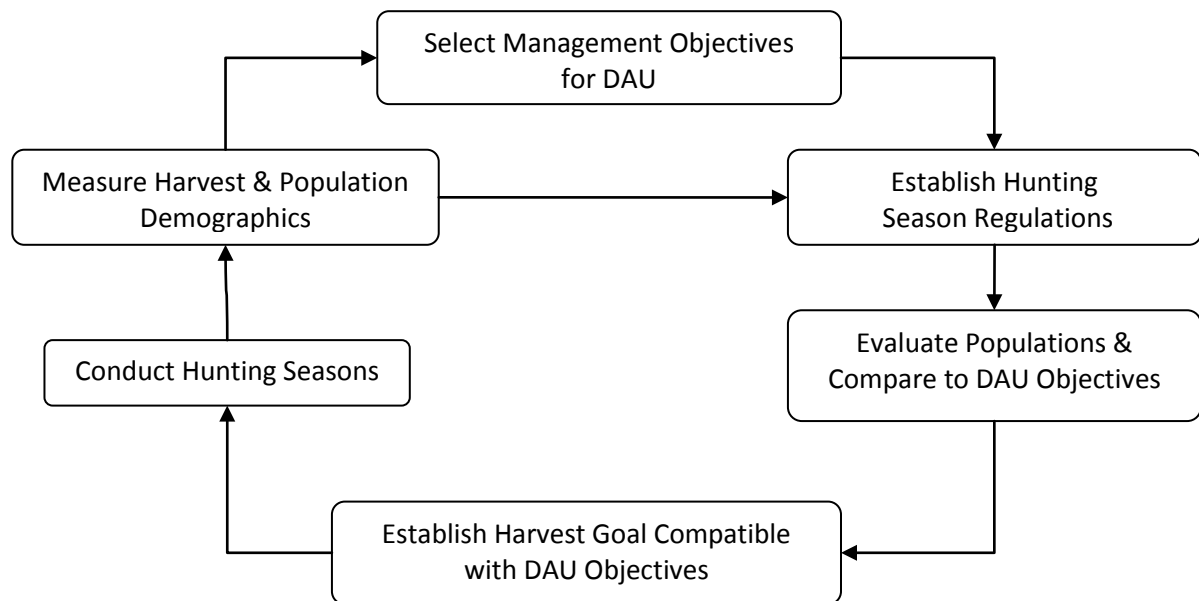 Select Management Objectives
for DAU
Measure Harvest & Population
Demographics
Establish Hunting
Season Regulations
Conduct Hunting Seasons
Evaluate Populations &
Compare to DAU Objectives
Establish Harvest Goal Compatible
with DAU Objectives